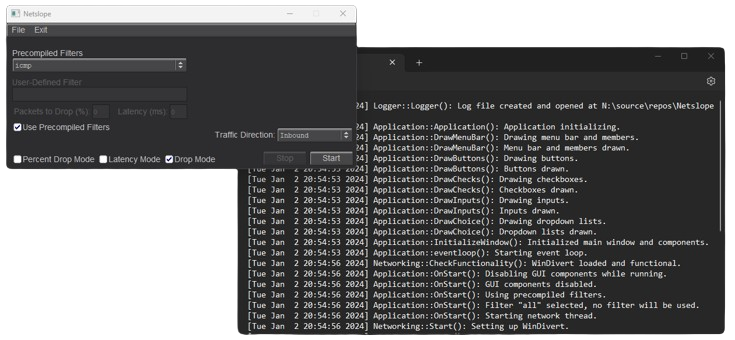 Netslope
File Exit
Precompiled Filters
icmp
User-Defined Filter
Packets to Drop (%): Latency (ms):
Use Precompiled Filters
Traffic Direction: Inbound
Percent Drop Mode Latency Mode Drop Mode Stop Start
24] Logger::Logger(): Log file created and opened at N:\source\repos\Netslope
24] Application::Application(): Application initializing.
24] Application::DrawMenuBar(): Drawing menu bar and members.
24] Application::DrawMenuBar(): Menu bar and members drawn.
24] Application::DrawButtons(): Drawing buttons.
[Tue Jan 2 20:54:53 2024] Application::DrawButtons(): Buttons drawn.
[Tue Jan 2 20:54:53 2024] Application::DrawChecks(): Drawing checkboxes.
[Tue Jan 2 20:54:53 2024] Application::DrawChecks(): Checkboxes drawn.
[Tue Jan 2 20:54:53 2024] Application::DrawInputs(): Drawing inputs.
[Tue Jan 2 20:54:53 2024] Application::DrawInputs(): Inputs drawn.
[Tue Jan 2 20:54:53 2024] Application::DrawChoice(): Drawing dropdown lists.
[Tue Jan 2 20:54:53 2024] Application::DrawChoice(): Dropdown lists drawn.
[Tue Jan 2 20:54:53 2024] Application::InitializeWindow(): Initialized main window and components.
[Tue Jan 2 20:54:53 2024] Application::eventloop(): Starting event loop.
[Tue Jan 2 20:54:56 2024] Networking::CheckFunctionality(): WinDivert loaded and functional.
[Tue Jan 2 20:54:56 2024] Application::OnStart(): Disabling GUI components while running.
[Tue Jan 2 20:54:56 2024] Application::OnStart(): GUI components disabled.
[Tue Jan 2 20:54:56 2024] Application::OnStart(): Using precompiled filters.
[Tue Jan 2 20:54:56 2024] Application::OnStart(): Filter "all" selected, no filter will be used.
[Tue Jan 2 20:54:56 2024] Application::OnStart(): Starting network thread.
[Tue Jan 2 20:54:56 2024] Networking::Start(): Setting up WinDivert.